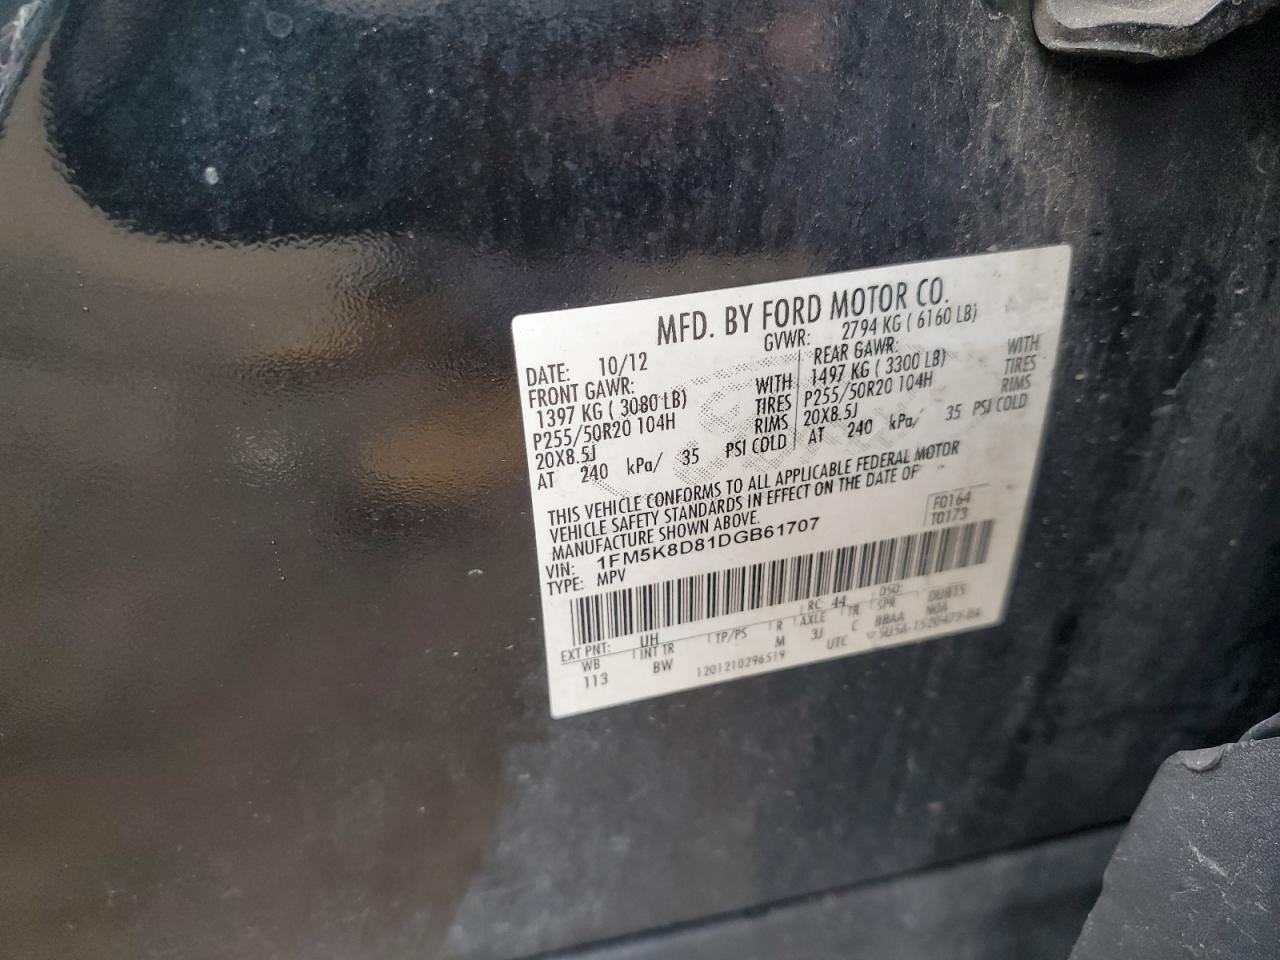 MFD. BY FORD MOTOR CO.
DATE: 10/12 GVWR: 2794 KG ( 6160 LB)
FRONT GAWR: REAR GAWR:
1397 KG ( 3080 LB) WITH 1497 KG ( 3300 LB) WITH
P255/50R20 104H TIRES P255/50R20 104H TIRES
20X8.5J RIMS 20X8.5J RIMS
AT 240 kPa/ 35 PSI COLD AT 240 kPa/ 35 PSI COLD
THIS VEHICLE CONFORMS TO ALL APPLICABLE FEDERAL MOTOR
VEHICLE SAFETY STANDARDS IN EFFECT ON THE DATE OF
MANUFACTURE SHOWN ABOVE.
F0164
T0173
VIN: 1FM5K8D81DGB61707
TYPE: MPV
EXT PNT: UH RC: 44 DSO:
WB INT TR TP/PS R AXLE TR SPR
113 BW M 3J C BBAA NOA
1201210296519 UTC